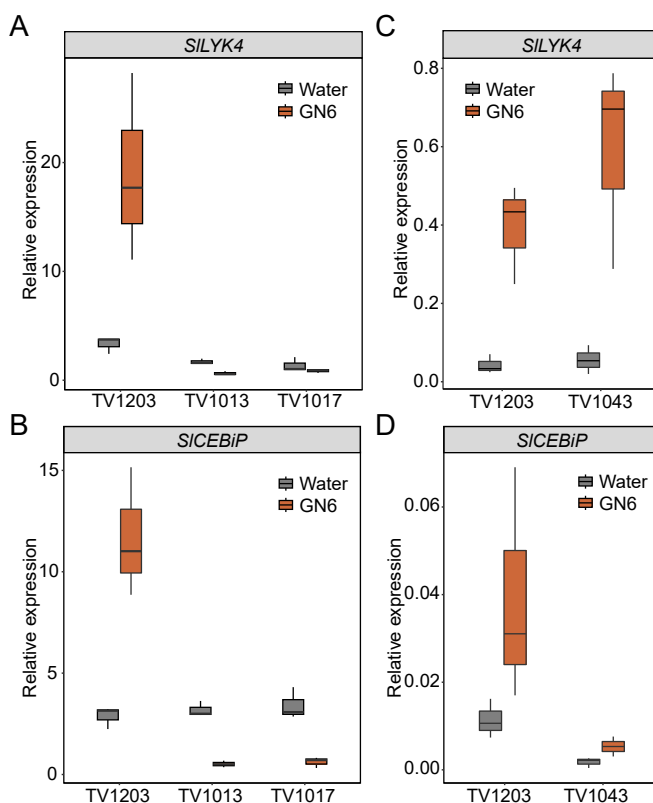 A
SlLYK4
Relative expression
20
10
0
Water
GN6
TV1203 TV1013 TV1017
B
SlCEBiP
Relative expression
15
10
5
0
Water
GN6
TV1203 TV1013 TV1017
C
SlLYK4
Relative expression
0.8
0.6
0.4
0.2
0.0
Water
GN6
TV1203 TV1043
D
SlCEBiP
Relative expression
0.06
0.04
0.02
0.00
Water
GN6
TV1203 TV1043